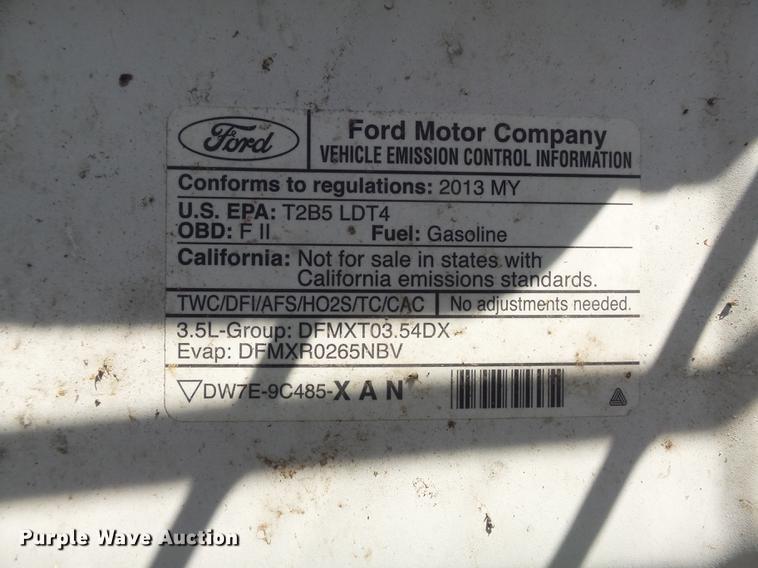 Ford
Ford Motor Company
VEHICLE EMISSION CONTROL INFORMATION
Conforms to regulations: 2013 MY
U.S. EPA: T2B5 LDT4
OBD: F II Fuel: Gasoline
California: Not for sale in states with
California emissions standards.
TWC/DFI/AFS/HO2S/TC/CAC No adjustments needed.
3.5L-Group: DFMXT03.54DX
Evap: DFMXR0265NBV
DW7E-9C485-XAN
Purple Wave Auction